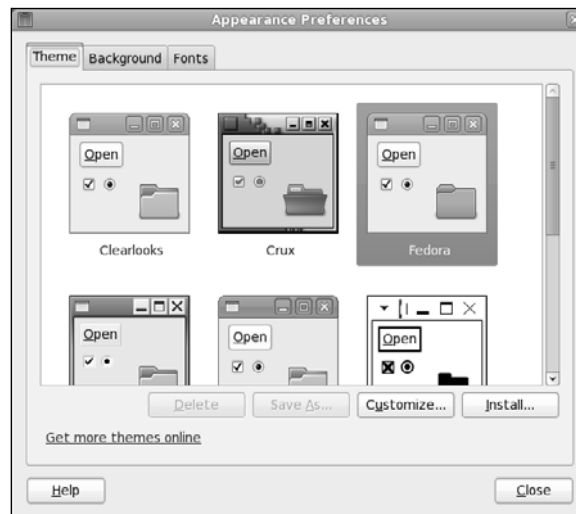 Appearance Preferences
Theme Background Fonts
Open Open Open
Clearlooks Crux Fedora
Open Open Open
Delete Save As... Customize... Install...
Get more themes online
Help Close